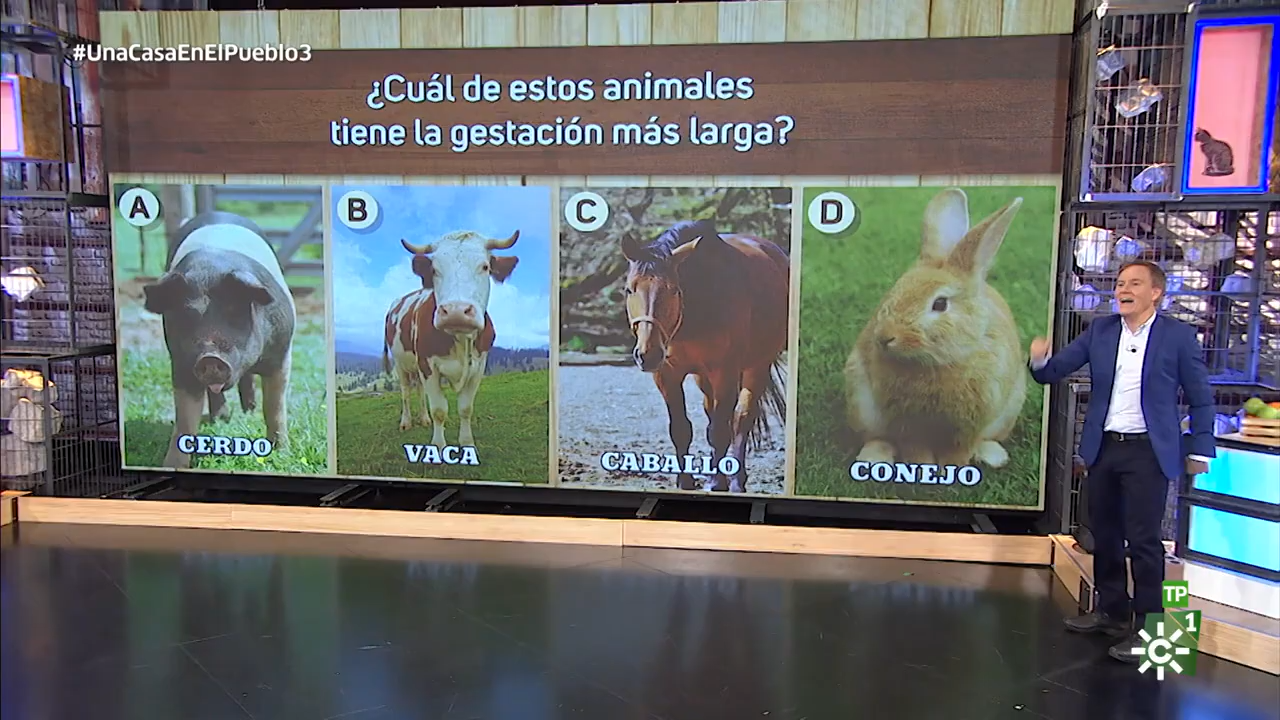 #UnaCasaEnElPueblo3
¿Cuál de estos animales
tiene la gestación más larga?
A
B
C
D
CERDO
VACA
CABALLO
CONEJO
TP
1